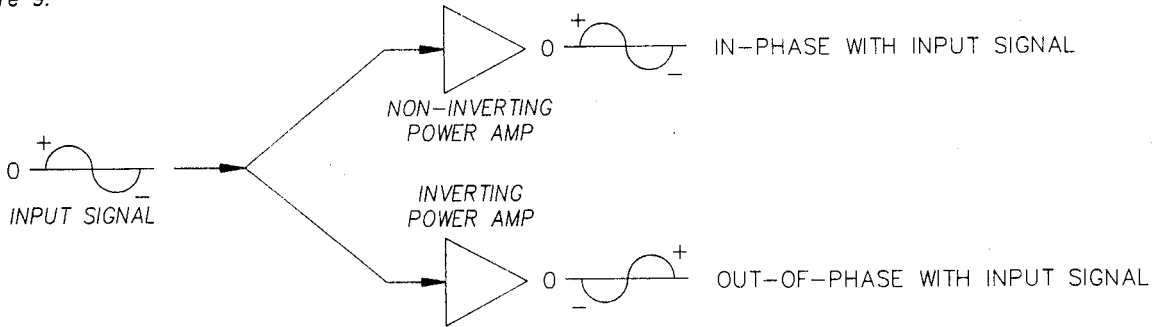 re 9.
+
0
−
IN-PHASE WITH INPUT SIGNAL
NON-INVERTING
POWER AMP
+
0
−
INPUT SIGNAL
INVERTING
POWER AMP
+
0
−
OUT-OF-PHASE WITH INPUT SIGNAL